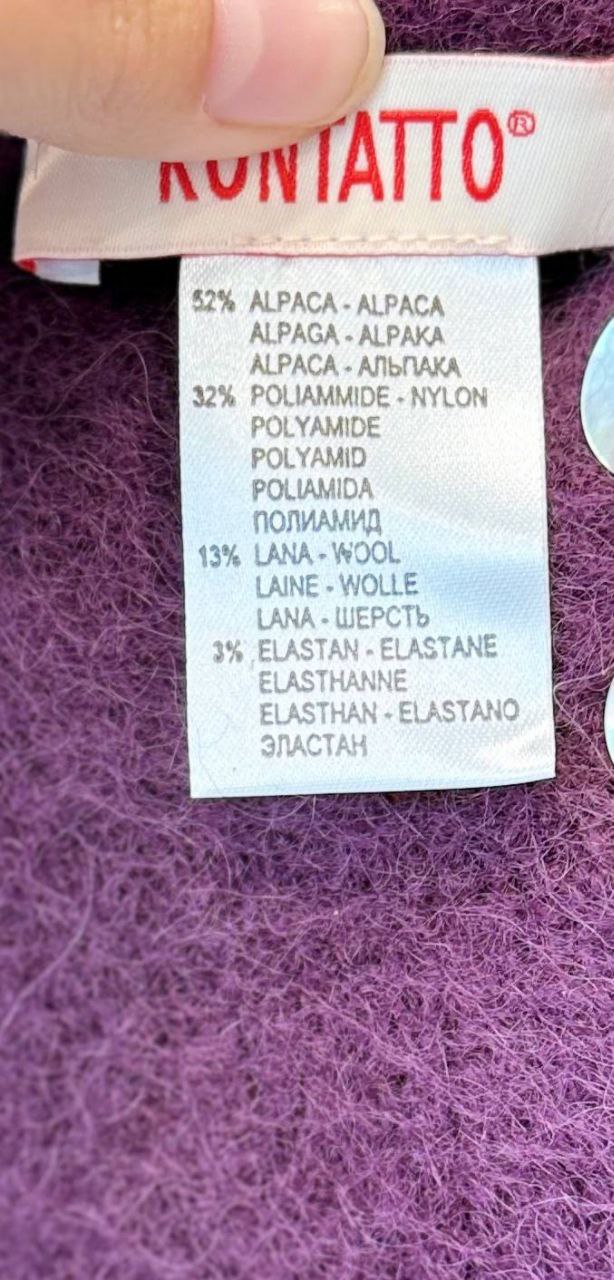 KONTATTO®
52% ALPACA - ALPACA
ALPAGA - ALPAKA
ALPACA - АЛЬПАКА
32% POLIAMMIDE - NYLON
POLYAMIDE
POLYAMID
POLIAMIDA
ПОЛИАМИД
13% LANA - WOOL
LAINE - WOLLE
LANA - ШЕРСТЬ
3% ELASTAN - ELASTANE
ELASTHANNE
ELASTHAN - ELASTANO
ЭЛАСТАН